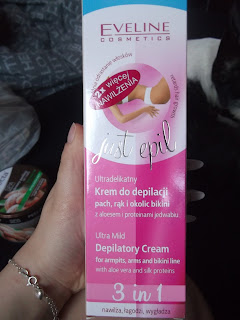 EVELINE
COSMETICS
2x więcej
NAWILŻENIA
just epil
Ultradelikatny
Krem do depilacji
pach, rąk i okolic bikini
z aloesem i proteinami jedwabiu
Ultra Mild
Depilatory Cream
for armpits, arms and bikini line
with aloe vera and silk proteins
3 in 1
nawilża, łagodzi, wygładza